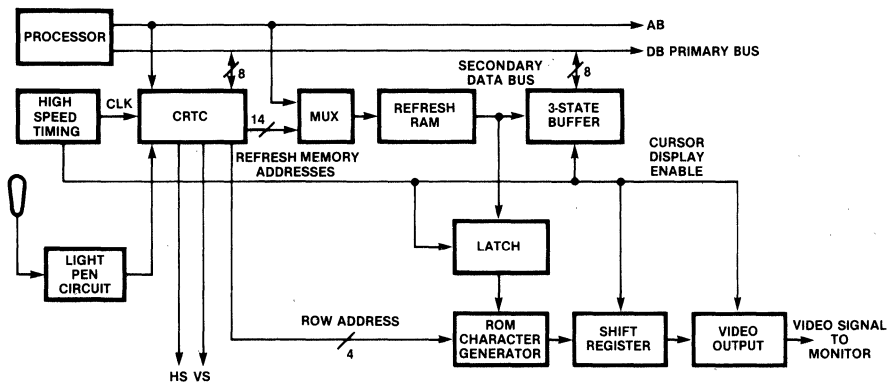 PROCESSOR
AB
DB PRIMARY BUS
8
SECONDARY
DATA BUS
8
HIGH
SPEED
TIMING
CLK
CRTC
14
MUX
REFRESH
RAM
3-STATE
BUFFER
REFRESH MEMORY
ADDRESSES
CURSOR
DISPLAY
ENABLE
LATCH
LIGHT
PEN
CIRCUIT
ROW ADDRESS
4
ROM
CHARACTER
GENERATOR
SHIFT
REGISTER
VIDEO
OUTPUT
VIDEO SIGNAL
TO
MONITOR
HS VS